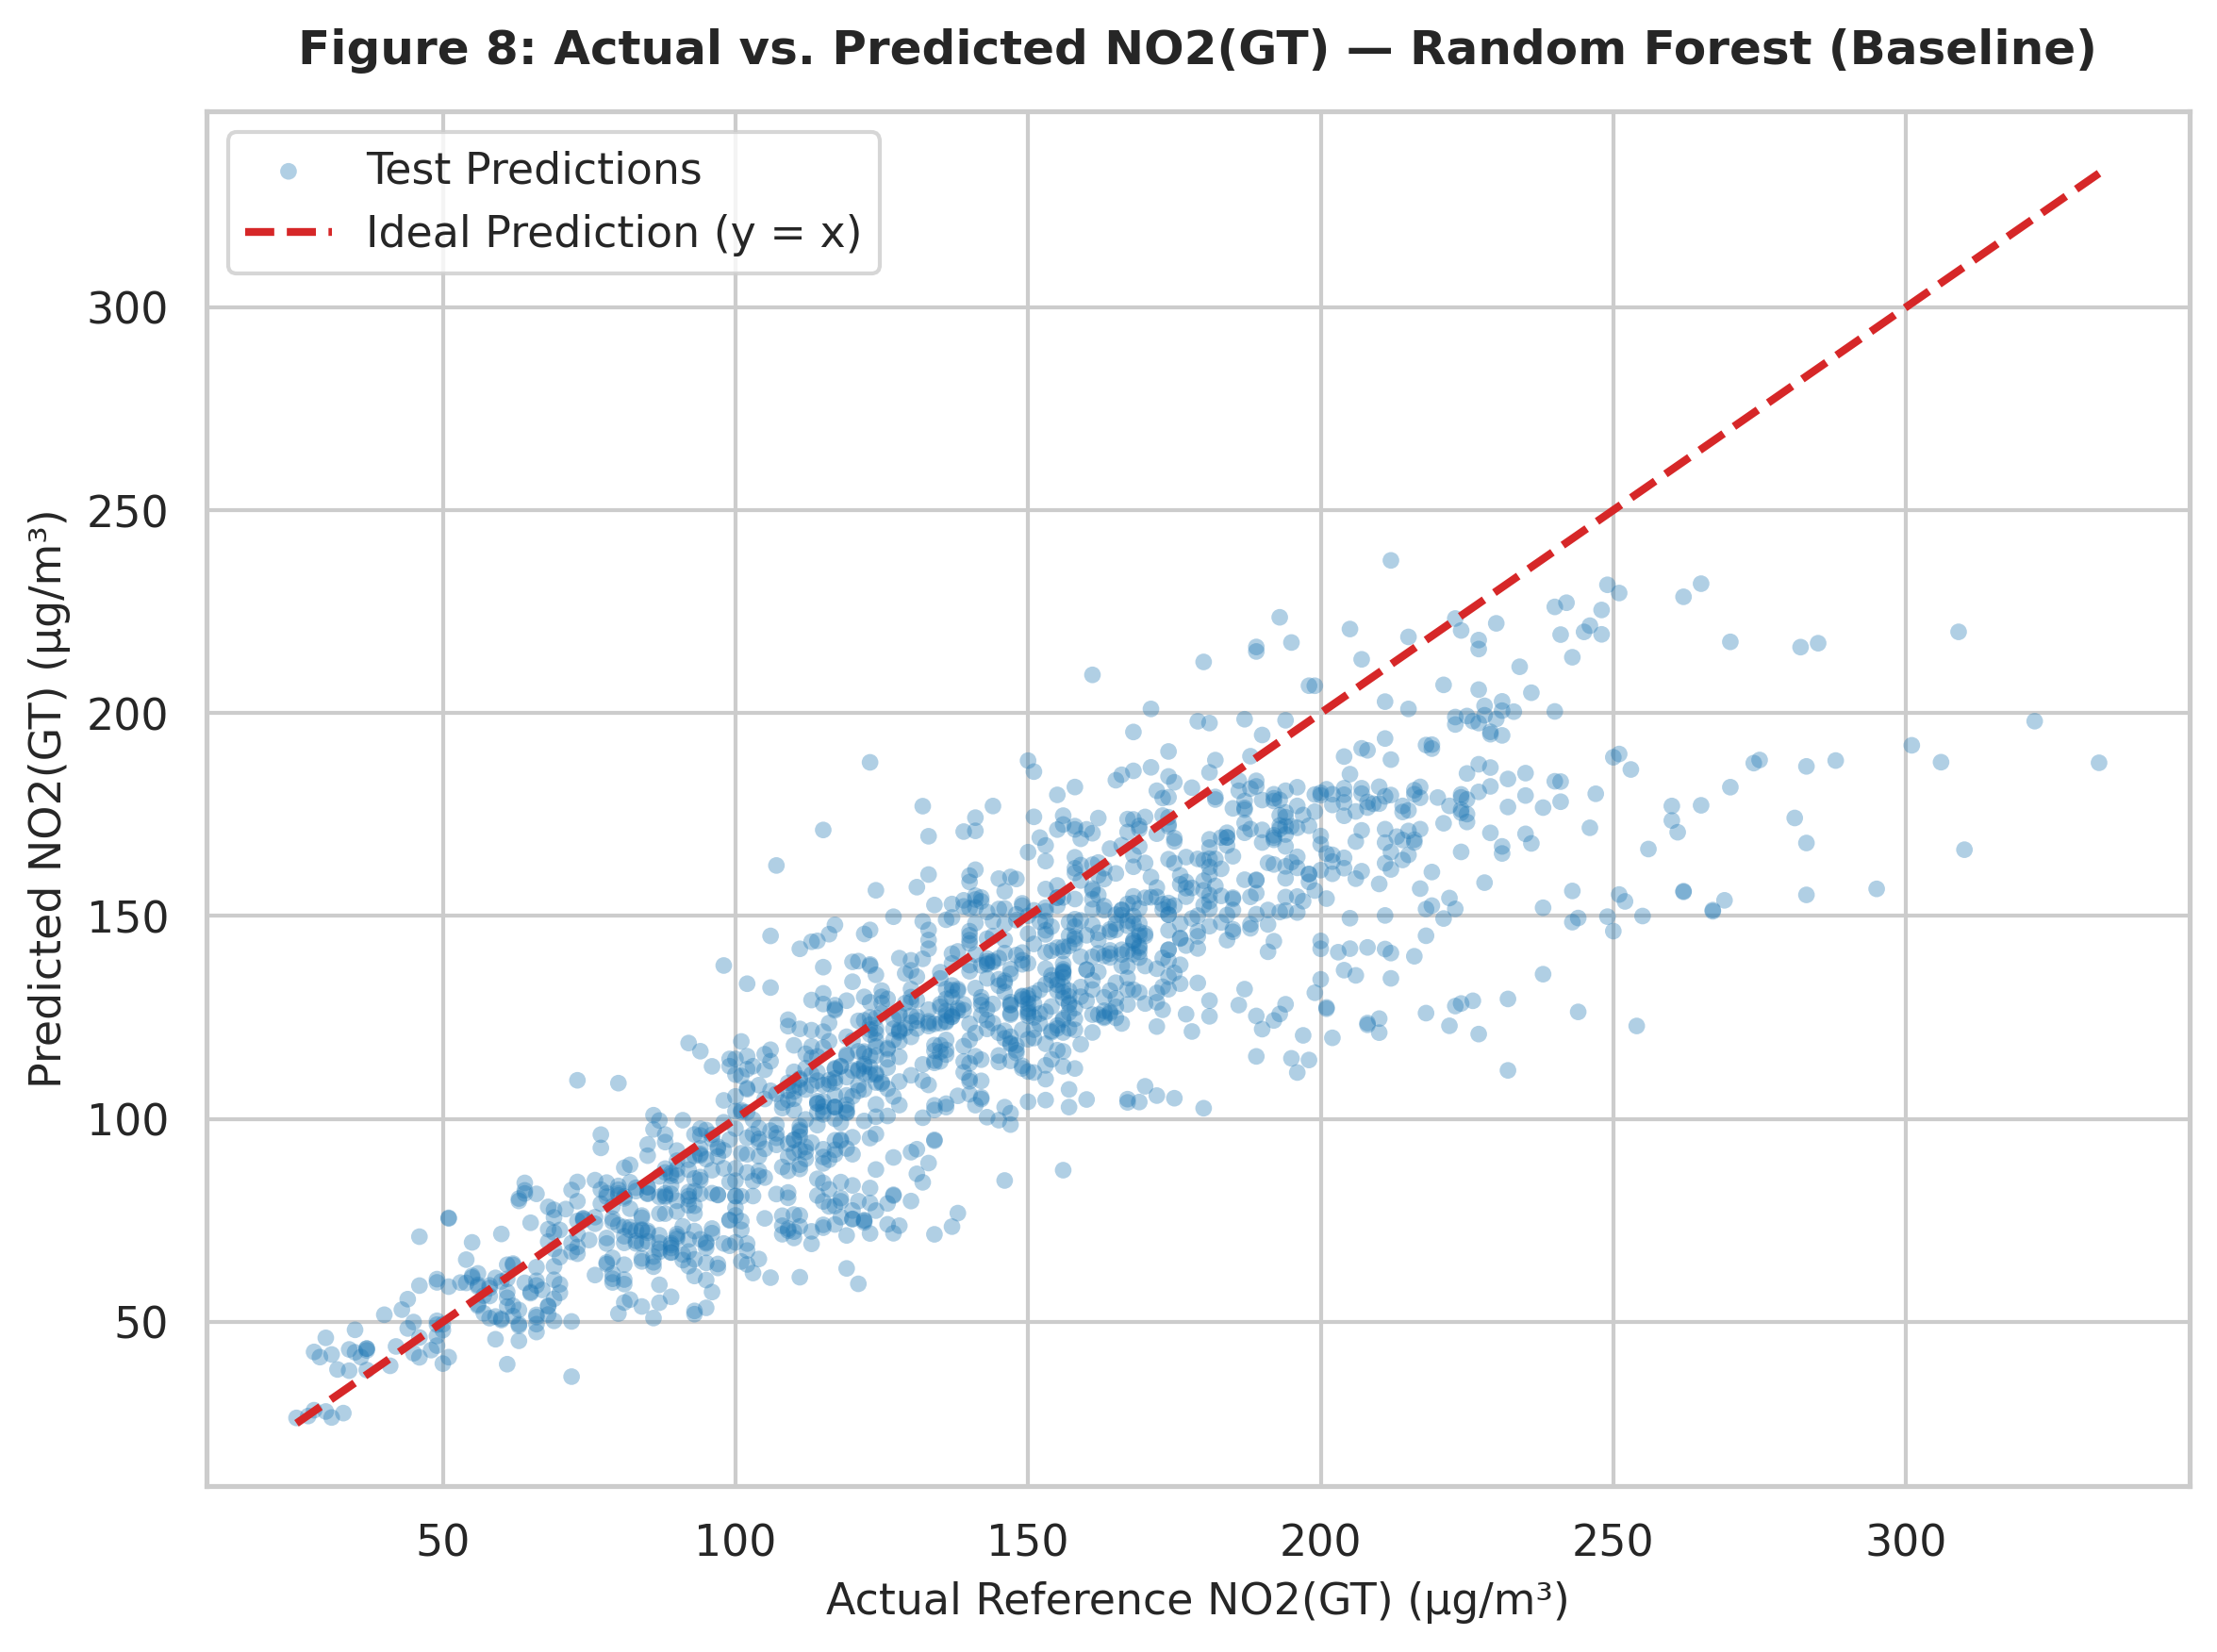 Figure 8: Actual vs. Predicted NO2(GT) — Random Forest (Baseline)
Test Predictions
Ideal Prediction (y = x)
Predicted NO2(GT) (µg/m³)
300
250
200
150
100
50
50 100 150 200 250 300
Actual Reference NO2(GT) (µg/m³)